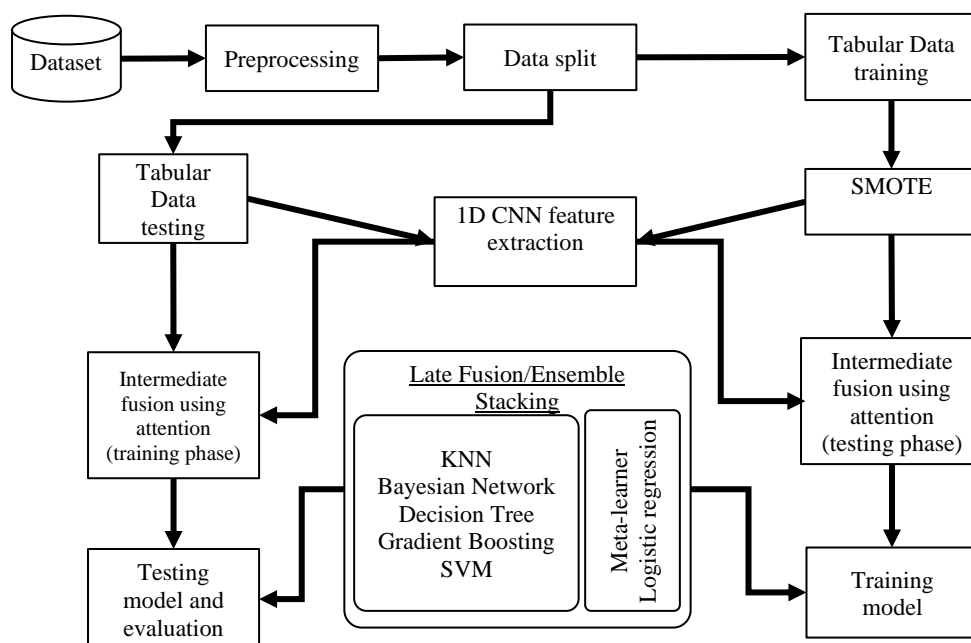 Dataset
Preprocessing
Data split
Tabular Data
training
Tabular
Data
testing
1D CNN feature
extraction
SMOTE
Intermediate
fusion using
attention
(training phase)
Late Fusion/Ensemble
Stacking
KNN
Bayesian Network
Decision Tree
Gradient Boosting
SVM
Meta-learner
Logistic regression
Intermediate
fusion using
attention
(testing phase)
Testing
model and
evaluation
Training
model